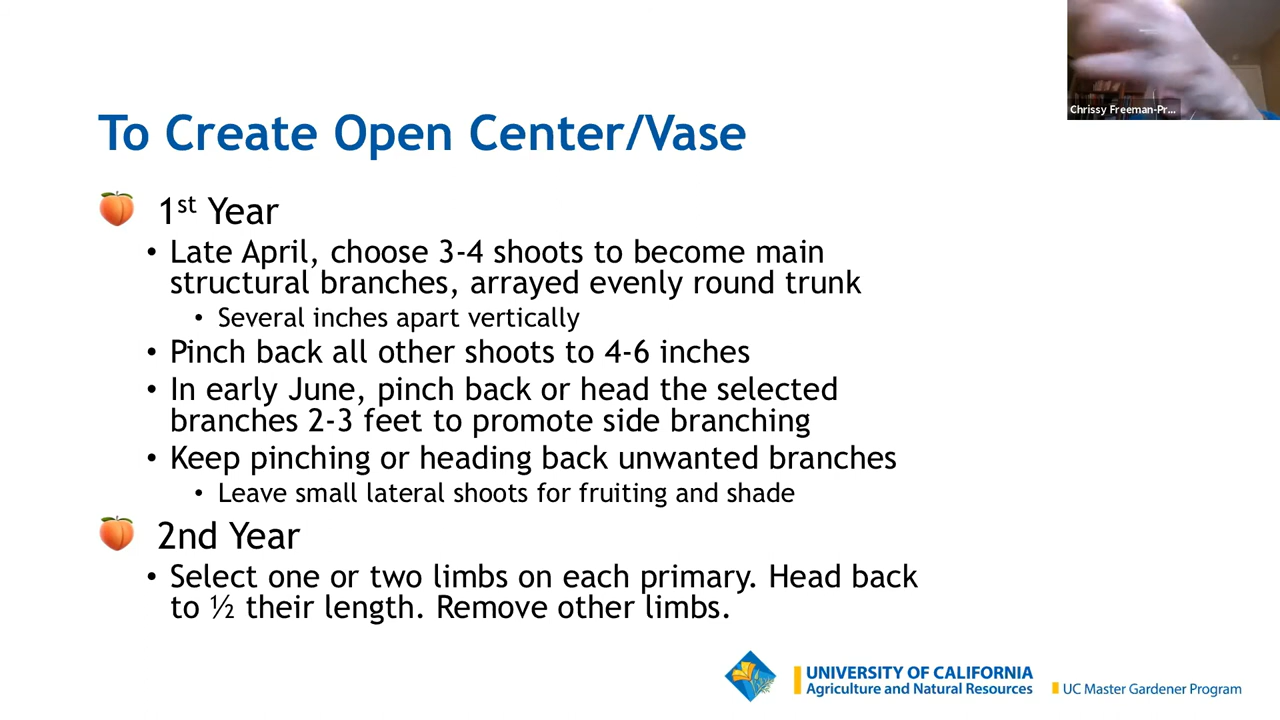 Chrissy Freeman-Pr...
To Create Open Center/Vase
1st Year
• Late April, choose 3-4 shoots to become main
structural branches, arrayed evenly round trunk
• Several inches apart vertically
• Pinch back all other shoots to 4-6 inches
• In early June, pinch back or head the selected
branches 2-3 feet to promote side branching
• Keep pinching or heading back unwanted branches
• Leave small lateral shoots for fruiting and shade
2nd Year
• Select one or two limbs on each primary. Head back
to ½ their length. Remove other limbs.
UNIVERSITY OF CALIFORNIA
Agriculture and Natural Resources
UC Master Gardener Program